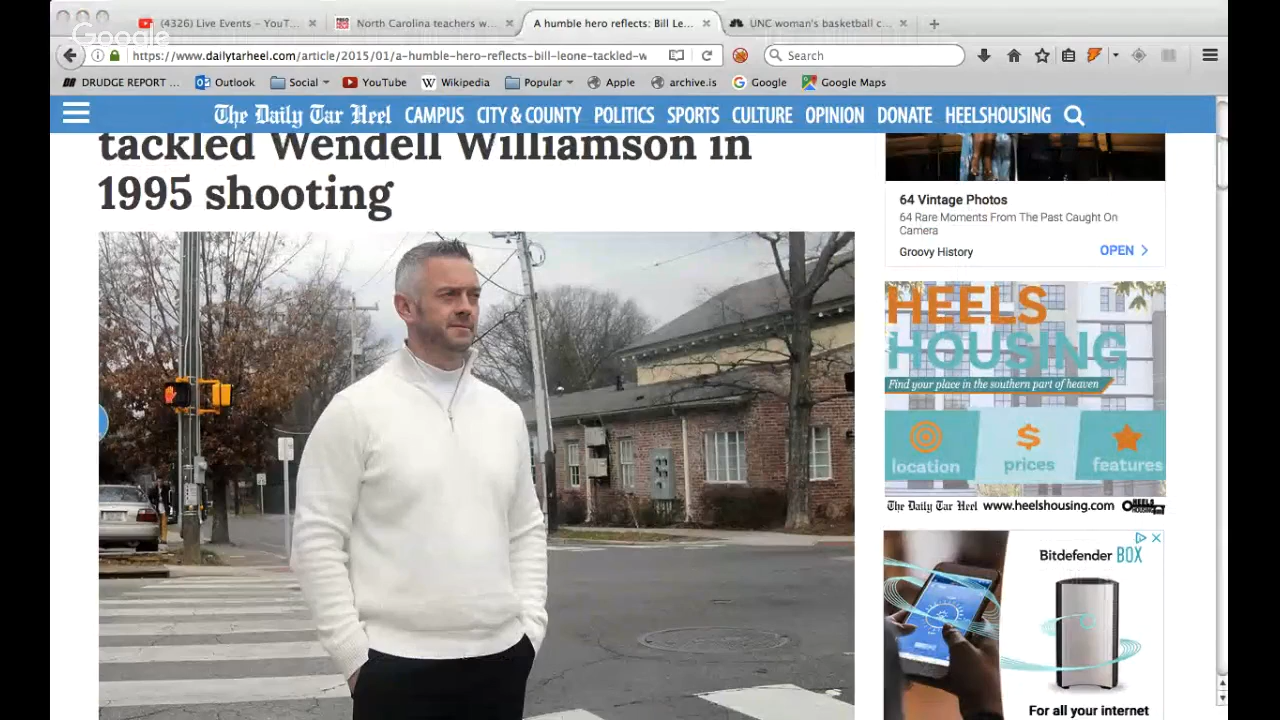 Google
(4326) Live Events – YouT…
North Carolina teachers w…
A humble hero reflects: Bill Le…
UNC woman's basketball c…
https://www.dailytarheel.com/article/2015/01/a-humble-hero-reflects-bill-leone-tackled-w
Search
DRUDGE REPORT …
Outlook
Social
YouTube
Wikipedia
Popular
Apple
archive.is
Google
Google Maps
The Daily Tar Heel CAMPUS CITY & COUNTY POLITICS SPORTS CULTURE OPINION DONATE HEELSHOUSING
tackled Wendell Williamson in
1995 shooting
64 Vintage Photos
64 Rare Moments From The Past Caught On
Camera
Groovy History
OPEN
HEELS
HOUSING
Find your place in the southern part of heaven
location
prices
features
The Daily Tar Heel www.heelshousing.com HEELS HOUSING
Bitdefender BOX
For all your internet